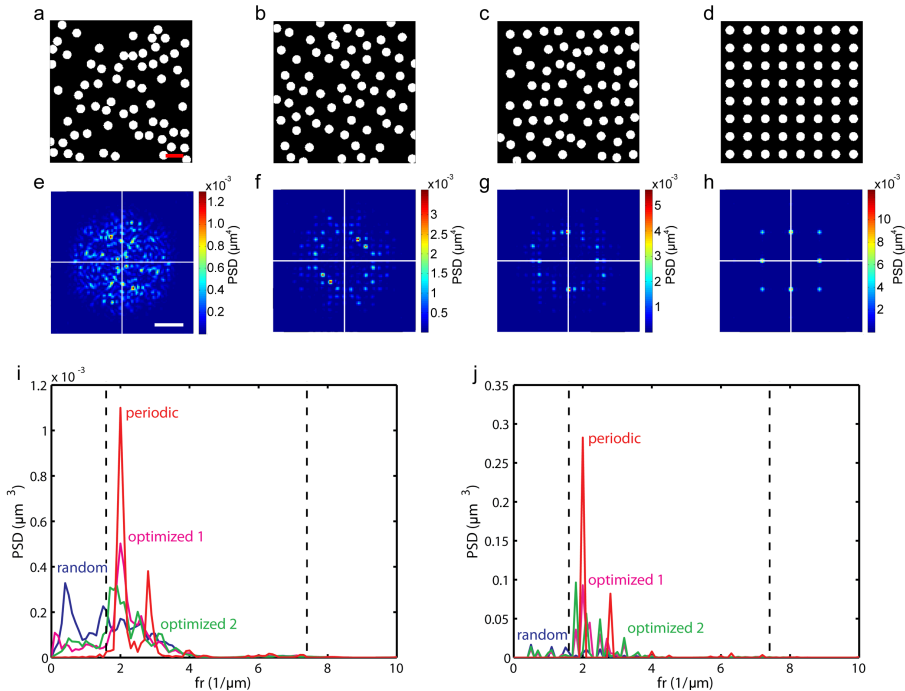 a
b
c
d
e
f
g
h
x10⁻³
1.2
1
0.8
0.6
0.4
0.2
PSD (µm⁴)
x10⁻³
3
2.5
2
1.5
1
0.5
PSD (µm⁴)
x10⁻³
5
4
3
2
1
PSD (µm⁴)
x10⁻³
10
8
6
4
2
PSD (µm⁴)
i
x 10⁻³
1.2
1
0.8
0.6
0.4
0.2
0
PSD (µm³)
periodic
optimized 1
random
optimized 2
0 2 4 6 8 10
fr (1/µm)
j
0.35
0.3
0.25
0.2
0.15
0.1
0.05
0
PSD (µm³)
periodic
optimized 1
random
optimized 2
0 2 4 6 8 10
fr (1/µm)